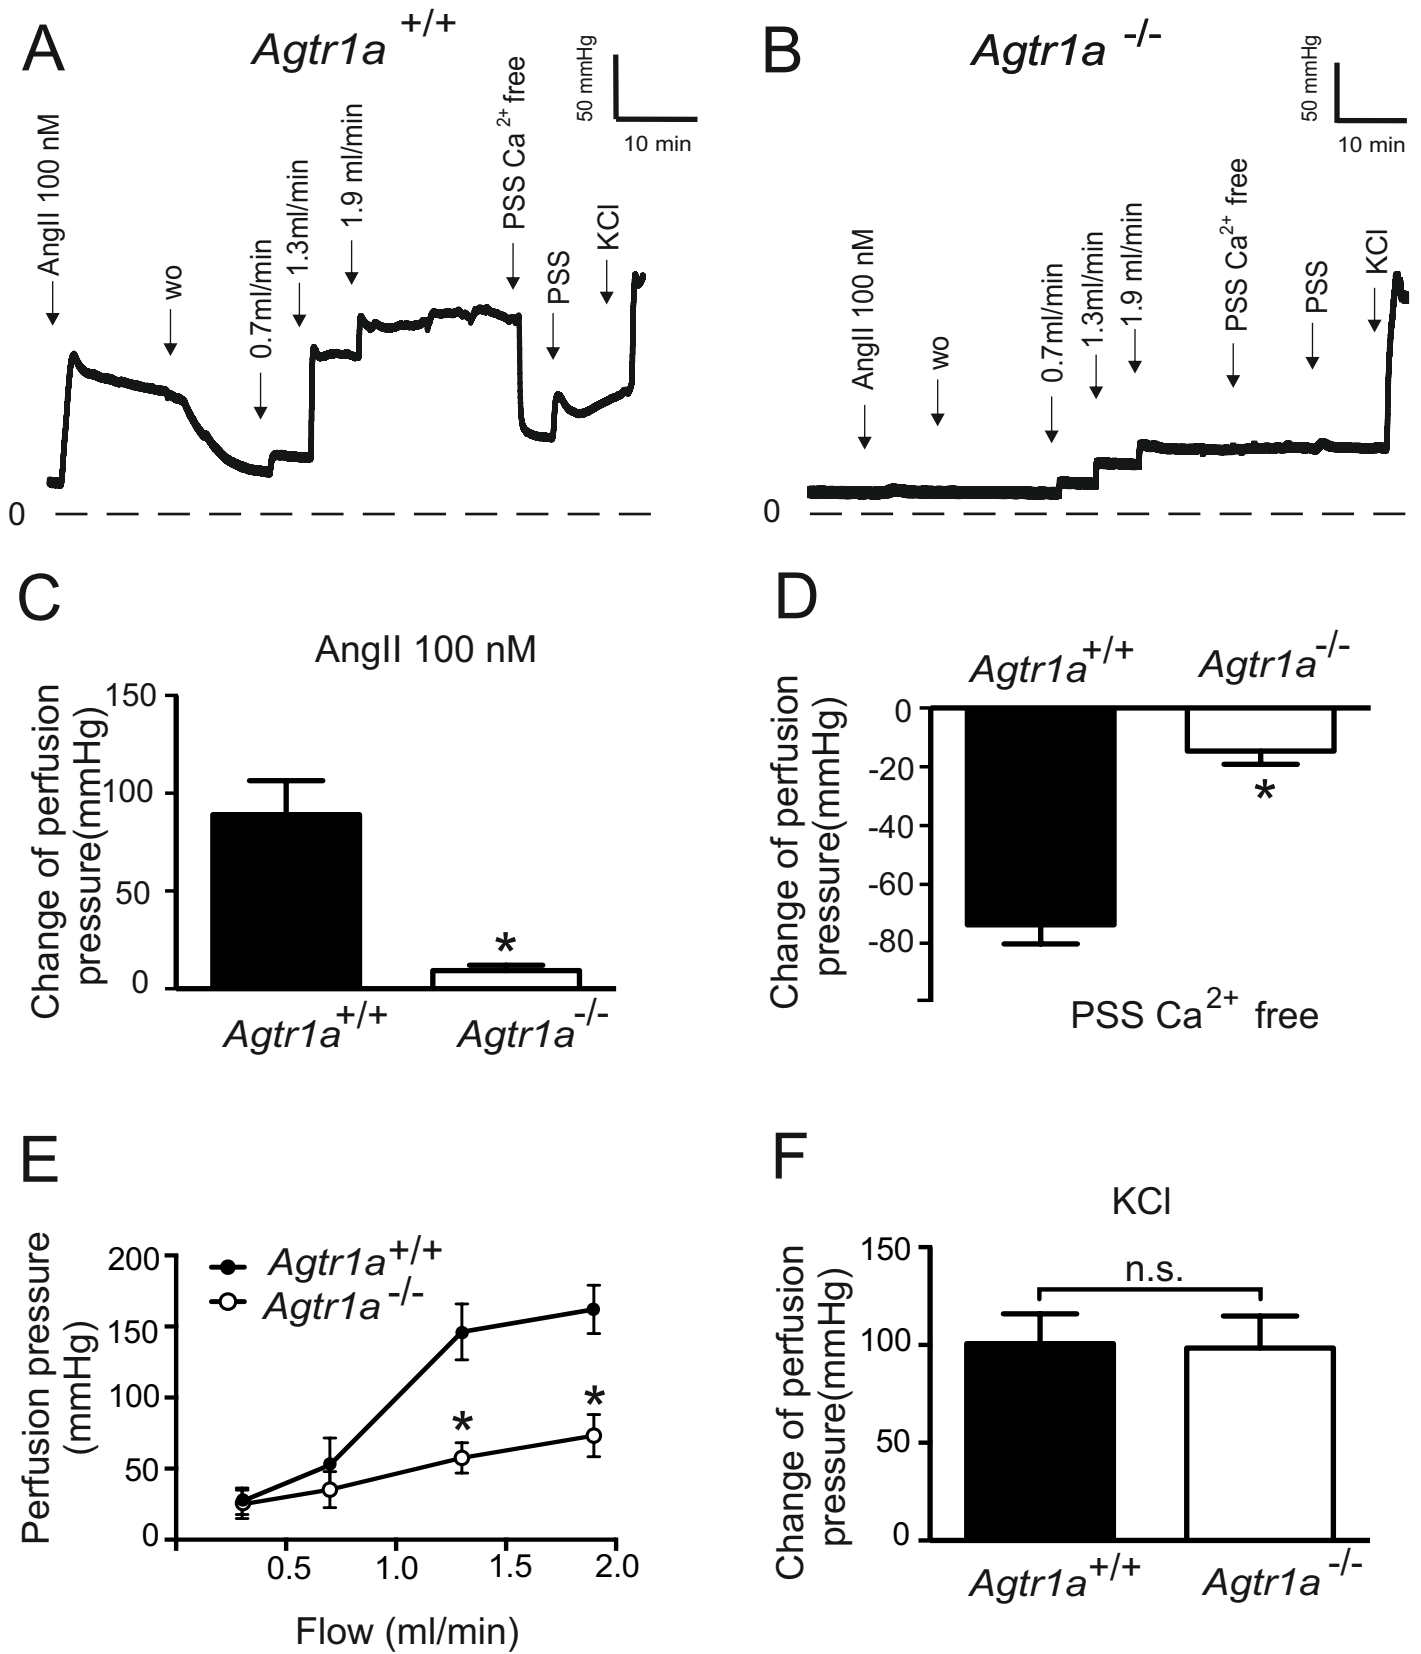 A
Agtr1a +/+
50 mmHg
10 min
AngII 100 nM
wo
0.7ml/min
1.3ml/min
1.9 ml/min
PSS Ca2+ free
PSS
KCl
0
B
Agtr1a -/-
50 mmHg
10 min
AngII 100 nM
wo
0.7ml/min
1.3ml/min
1.9 ml/min
PSS Ca2+ free
PSS
KCl
0
C
AngII 100 nM
Change of perfusion
pressure(mmHg)
150
100
50
0
*
Agtr1a+/+
Agtr1a-/-
D
Agtr1a+/+
Agtr1a-/-
Change of perfusion
pressure(mmHg)
0
-20
-40
-60
-80
*
PSS Ca2+ free
E
Perfusion pressure
(mmHg)
200
150
100
50
0
Agtr1a+/+
Agtr1a-/-
*
*
0.5
1.0
1.5
2.0
Flow (ml/min)
F
KCl
Change of perfusion
pressure(mmHg)
150
100
50
0
n.s.
Agtr1a+/+
Agtr1a-/-